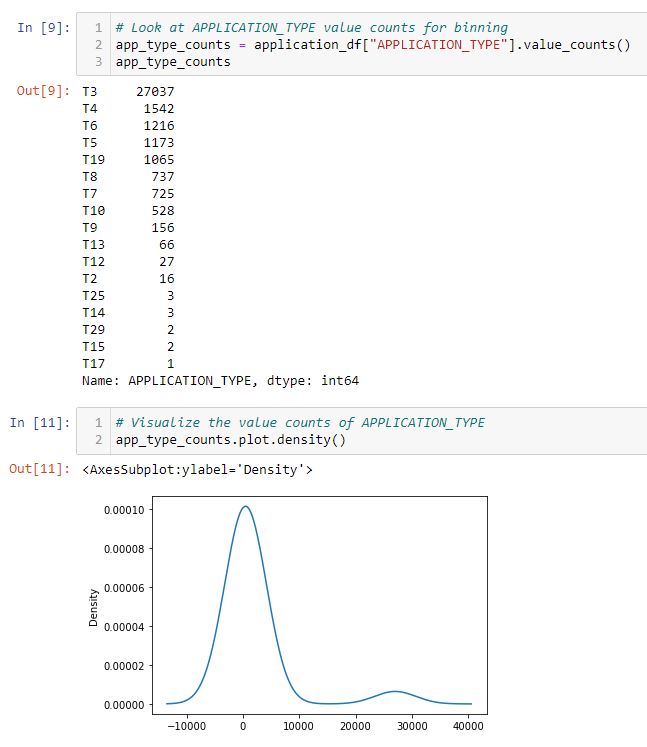 In [9]: 1 # Look at APPLICATION_TYPE value counts for binning
2 app_type_counts = application_df["APPLICATION_TYPE"].value_counts()
3 app_type_counts
Out[9]: T3 27037
T4 1542
T6 1216
T5 1173
T19 1065
T8 737
T7 725
T10 528
T9 156
T13 66
T12 27
T2 16
T25 3
T14 3
T29 2
T15 2
T17 1
Name: APPLICATION_TYPE, dtype: int64
In [11]: 1 # Visualize the value counts of APPLICATION_TYPE
2 app_type_counts.plot.density()
Out[11]: <AxesSubplot:ylabel='Density'>
0.00010
0.00008
0.00006
0.00004
0.00002
0.00000
Density
−10000 0 10000 20000 30000 40000